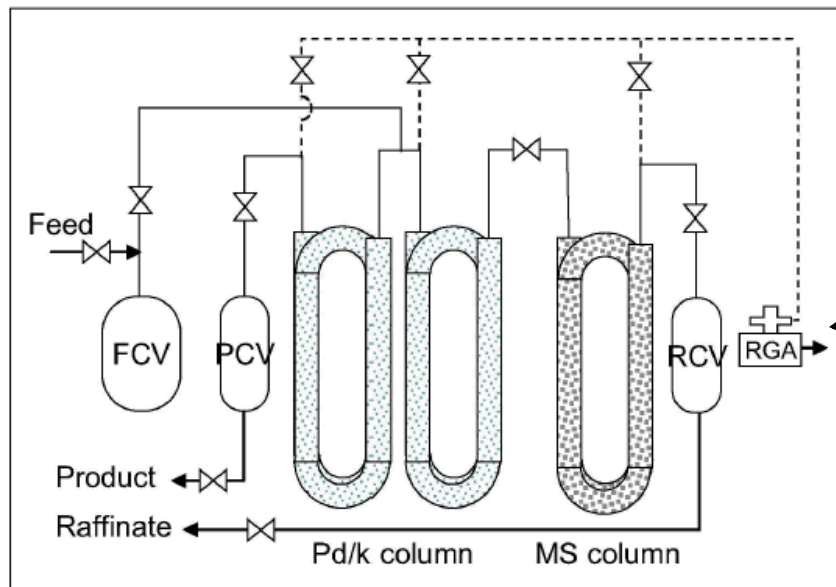 Feed
FCV
PCV
RCV
RGA
Product
Raffinate
Pd/k column
MS column